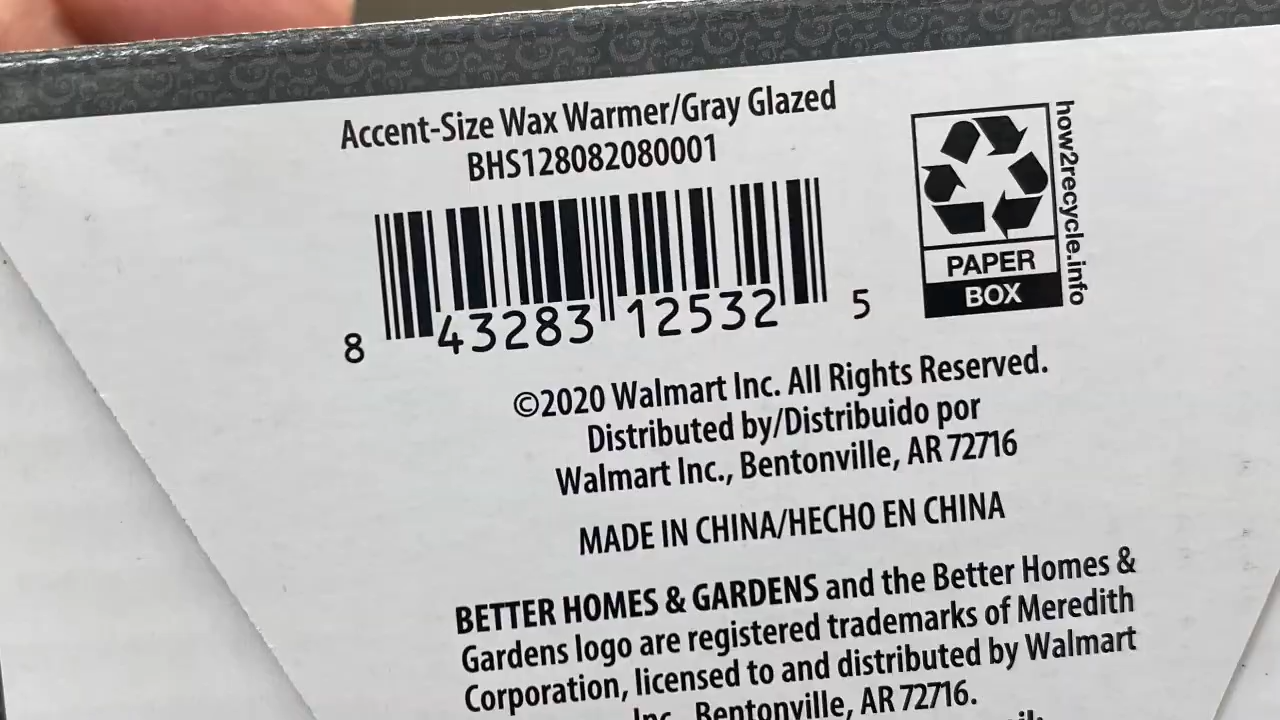 Accent-Size Wax Warmer/Gray Glazed
BHS128082080001
8 43283 12532 5
how2recycle.info
PAPER
BOX
©2020 Walmart Inc. All Rights Reserved.
Distributed by/Distribuido por
Walmart Inc., Bentonville, AR 72716
MADE IN CHINA/HECHO EN CHINA
BETTER HOMES & GARDENS and the Better Homes &
Gardens logo are registered trademarks of Meredith
Corporation, licensed to and distributed by Walmart
Inc., Bentonville, AR 72716.